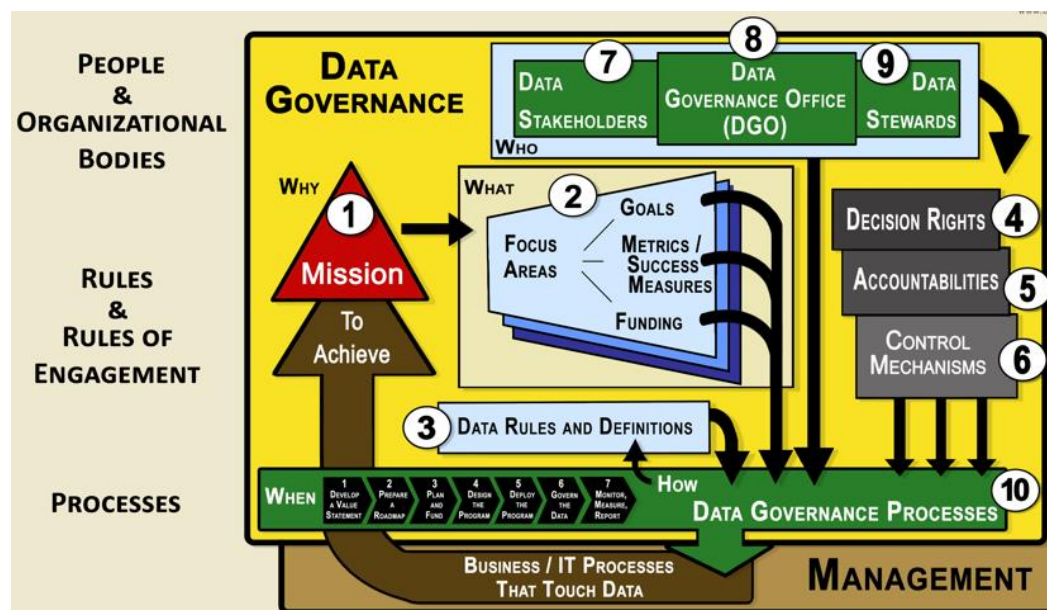 PEOPLE
&
ORGANIZATIONAL
BODIES
RULES
&
RULES OF
ENGAGEMENT
PROCESSES
DATA
GOVERNANCE
7
DATA
STAKEHOLDERS
8
DATA
GOVERNANCE OFFICE
(DGO)
9
DATA
STEWARDS
WHO
WHY
1
Mission
To
Achieve
WHAT
2
FOCUS
AREAS
GOALS
METRICS /
SUCCESS
MEASURES
FUNDING
DECISION RIGHTS
4
ACCOUNTABILITIES
5
CONTROL
MECHANISMS
6
3
DATA RULES AND DEFINITIONS
WHEN
1
DEVELOP
A VALUE
STATEMENT
2
PREPARE
A
ROADMAP
3
PLAN
AND
FUND
4
DESIGN
THE
PROGRAM
5
DEPLOY
THE
PROGRAM
6
GOVERN
THE
DATA
7
MONITOR,
MEASURE,
REPORT
HOW
DATA GOVERNANCE PROCESSES
10
BUSINESS / IT PROCESSES
THAT TOUCH DATA
MANAGEMENT